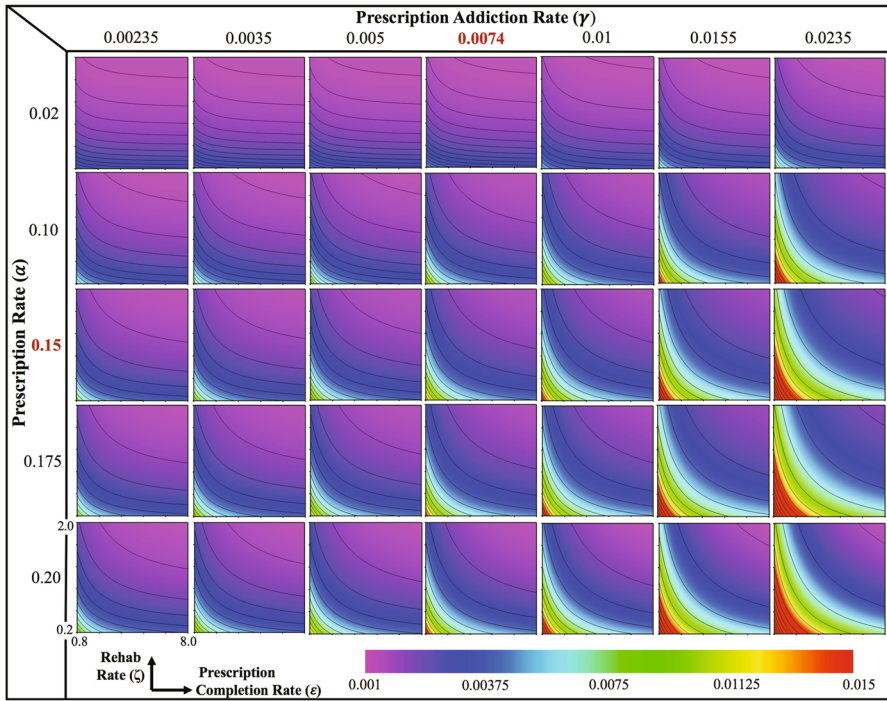 Prescription Addiction Rate (γ)
0.00235 0.0035 0.005 0.0074 0.01 0.0155 0.0235
Prescription Rate (α)
0.02
0.10
0.15
0.175
0.20
2.0
0.2
0.8 8.0
Rehab
Rate (ζ)
Prescription
Completion Rate (ε)
0.001 0.00375 0.0075 0.01125 0.015